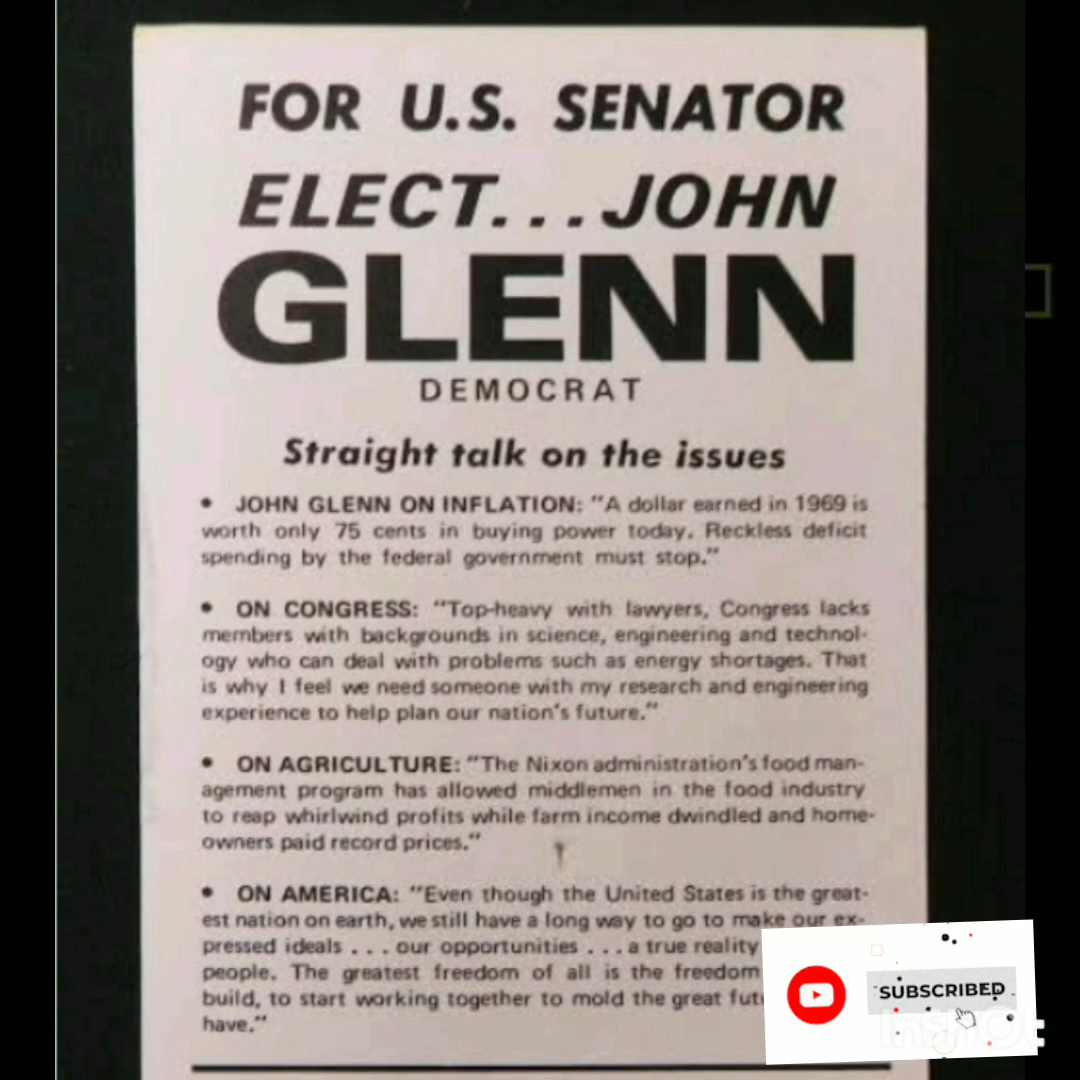 FOR U.S. SENATOR
ELECT...JOHN
GLENN
DEMOCRAT
Straight talk on the issues
• JOHN GLENN ON INFLATION: "A dollar earned in 1969 is
worth only 75 cents in buying power today. Reckless deficit
spending by the federal government must stop."
• ON CONGRESS: "Top-heavy with lawyers, Congress lacks
members with backgrounds in science, engineering and technol-
ogy who can deal with problems such as energy shortages. That
is why I feel we need someone with my research and engineering
experience to help plan our nation's future."
• ON AGRICULTURE: "The Nixon administration's food man-
agement program has allowed middlemen in the food industry
to reap whirlwind profits while farm income dwindled and home-
owners paid record prices."
• ON AMERICA: "Even though the United States is the great-
est nation on earth, we still have a long way to go to make our ex-
pressed ideals . . . our opportunities . . . a true reality
people. The greatest freedom of all is the freedom
build, to start working together to mold the great
have."
SUBSCRIBED
InShOt